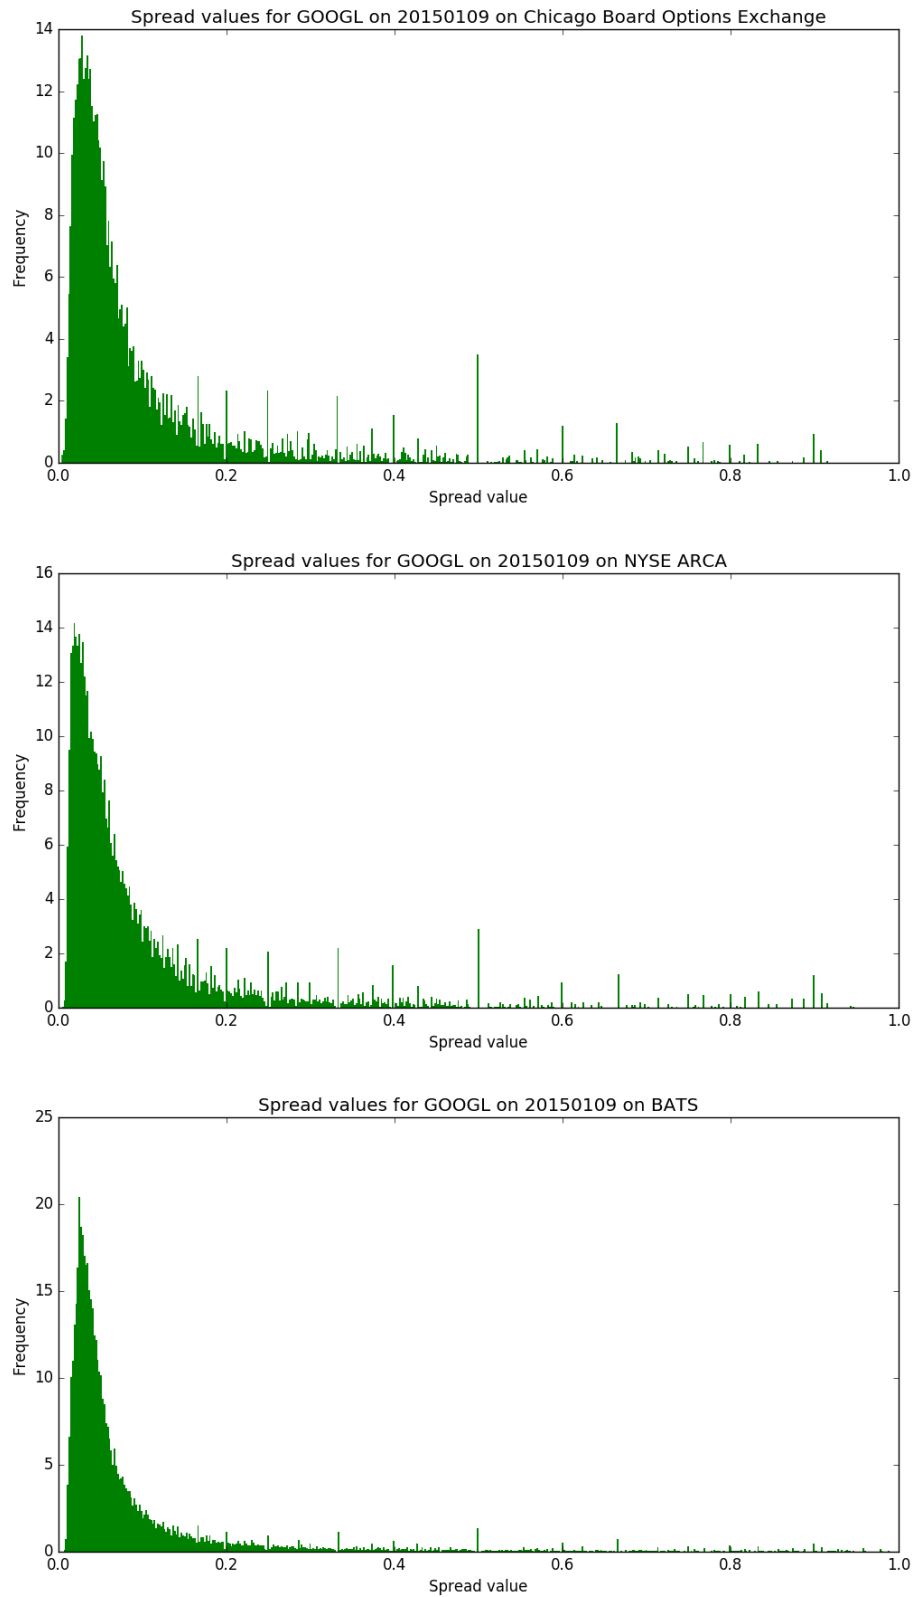 Spread values for GOOGL on 20150109 on Chicago Board Options Exchange
14
12
10
8
6
4
2
0
Frequency
0.0 0.2 0.4 0.6 0.8 1.0
Spread value
Spread values for GOOGL on 20150109 on NYSE ARCA
16
14
12
10
8
6
4
2
0
Frequency
0.0 0.2 0.4 0.6 0.8 1.0
Spread value
Spread values for GOOGL on 20150109 on BATS
25
20
15
10
5
0
Frequency
0.0 0.2 0.4 0.6 0.8 1.0
Spread value